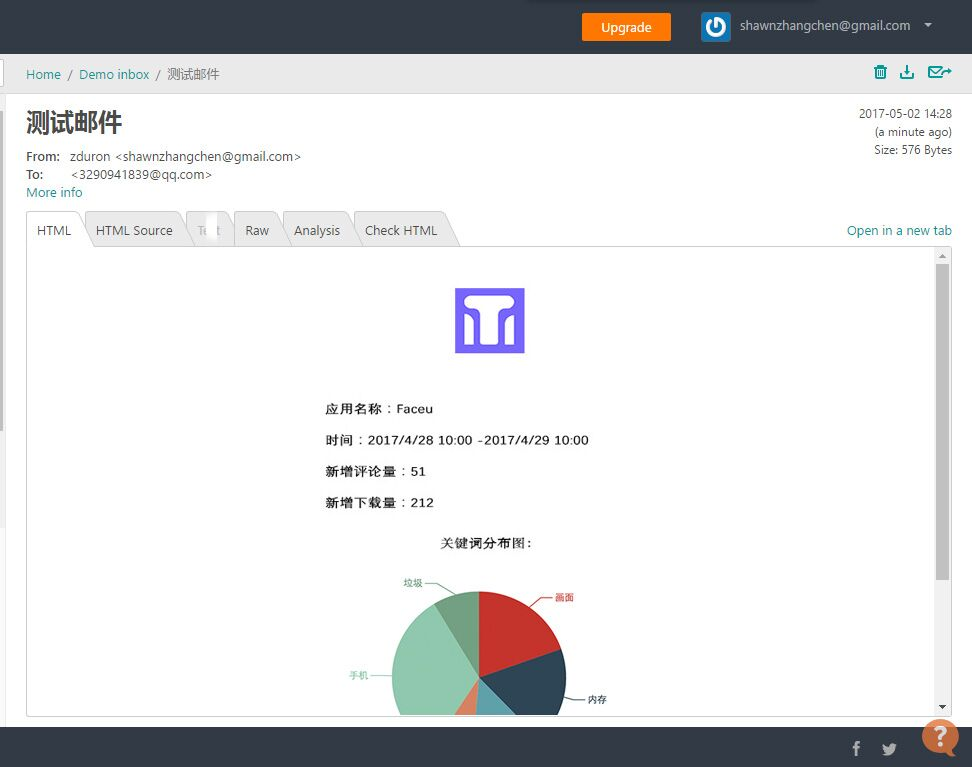 Upgrade
shawnzhangchen@gmail.com
Home / Demo inbox / 测试邮件
测试邮件
2017-05-02 14:28
(a minute ago)
Size: 576 Bytes
From: zduron <shawnzhangchen@gmail.com>
To: <3290941839@qq.com>
More info
HTML
HTML Source
Raw
Analysis
Check HTML
Open in a new tab
应用名称：Faceu
时间：2017/4/28 10:00 -2017/4/29 10:00
新增评论量：51
新增下载量：212
关键词分布图：
垃圾
画面
手机
内存
?